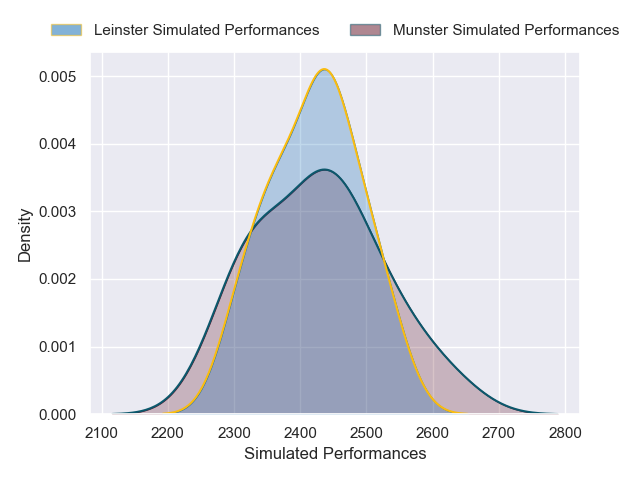 Leinster Simulated Performances Munster Simulated Performances
0.005
0.004
0.003
0.002
0.001
0.000
Density
2100 2200 2300 2400 2500 2600 2700 2800
Simulated Performances